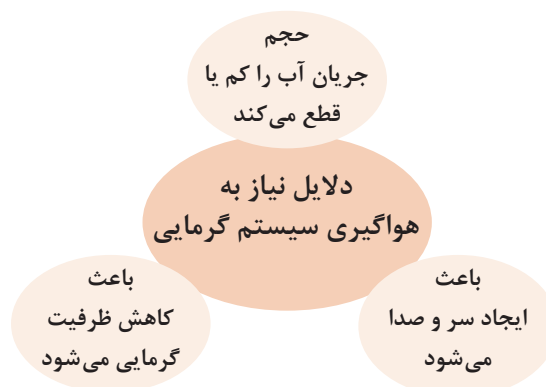 حجم
جریان آب را کم یا
قطع می‌کند
دلایل نیاز به
هواگیری سیستم گرمایی
باعث
ایجاد سر و صدا
می‌شود
باعث
کاهش ظرفیت
گرمایی می‌شود